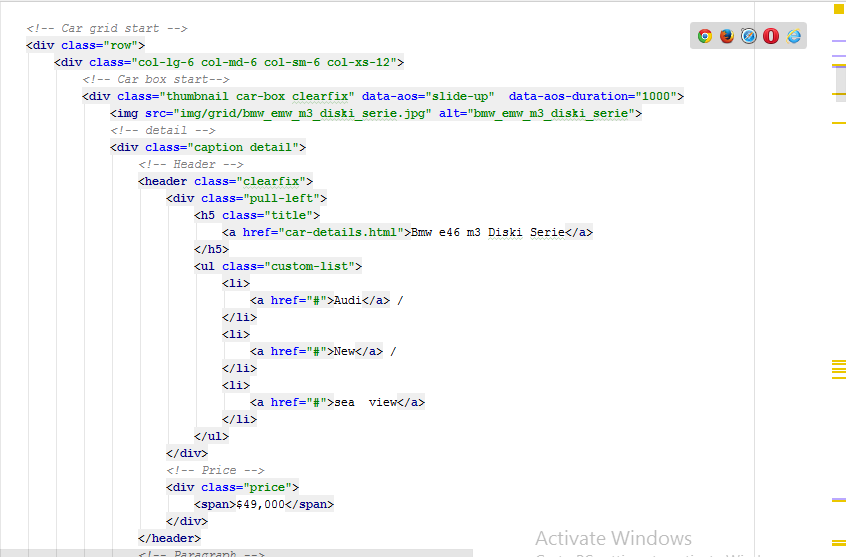 <!-- Car grid start -->
<div class="row">
<div class="col-lg-6 col-md-6 col-sm-6 col-xs-12">
<!-- Car box start-->
<div class="thumbnail car-box clearfix" data-aos="slide-up"  data-aos-duration="1000">
<img src="img/grid/bmw_emw_m3_diski_serie.jpg" alt="bmw_emw_m3_diski_serie">
<!-- detail -->
<div class="caption detail">
<!-- Header -->
<header class="clearfix">
<div class="pull-left">
<h5 class="title">
<a href="car-details.html">Bmw e46 m3 Diski Serie</a>
</h5>
<ul class="custom-list">
<li>
<a href="#">Audi</a> /
</li>
<li>
<a href="#">New</a> /
</li>
<li>
<a href="#">sea  view</a>
</li>
</ul>
</div>
<!-- Price -->
<div class="price">
<span>$49,000</span>
</div>
</header>
<!-- Paragraph -->
Activate Windows